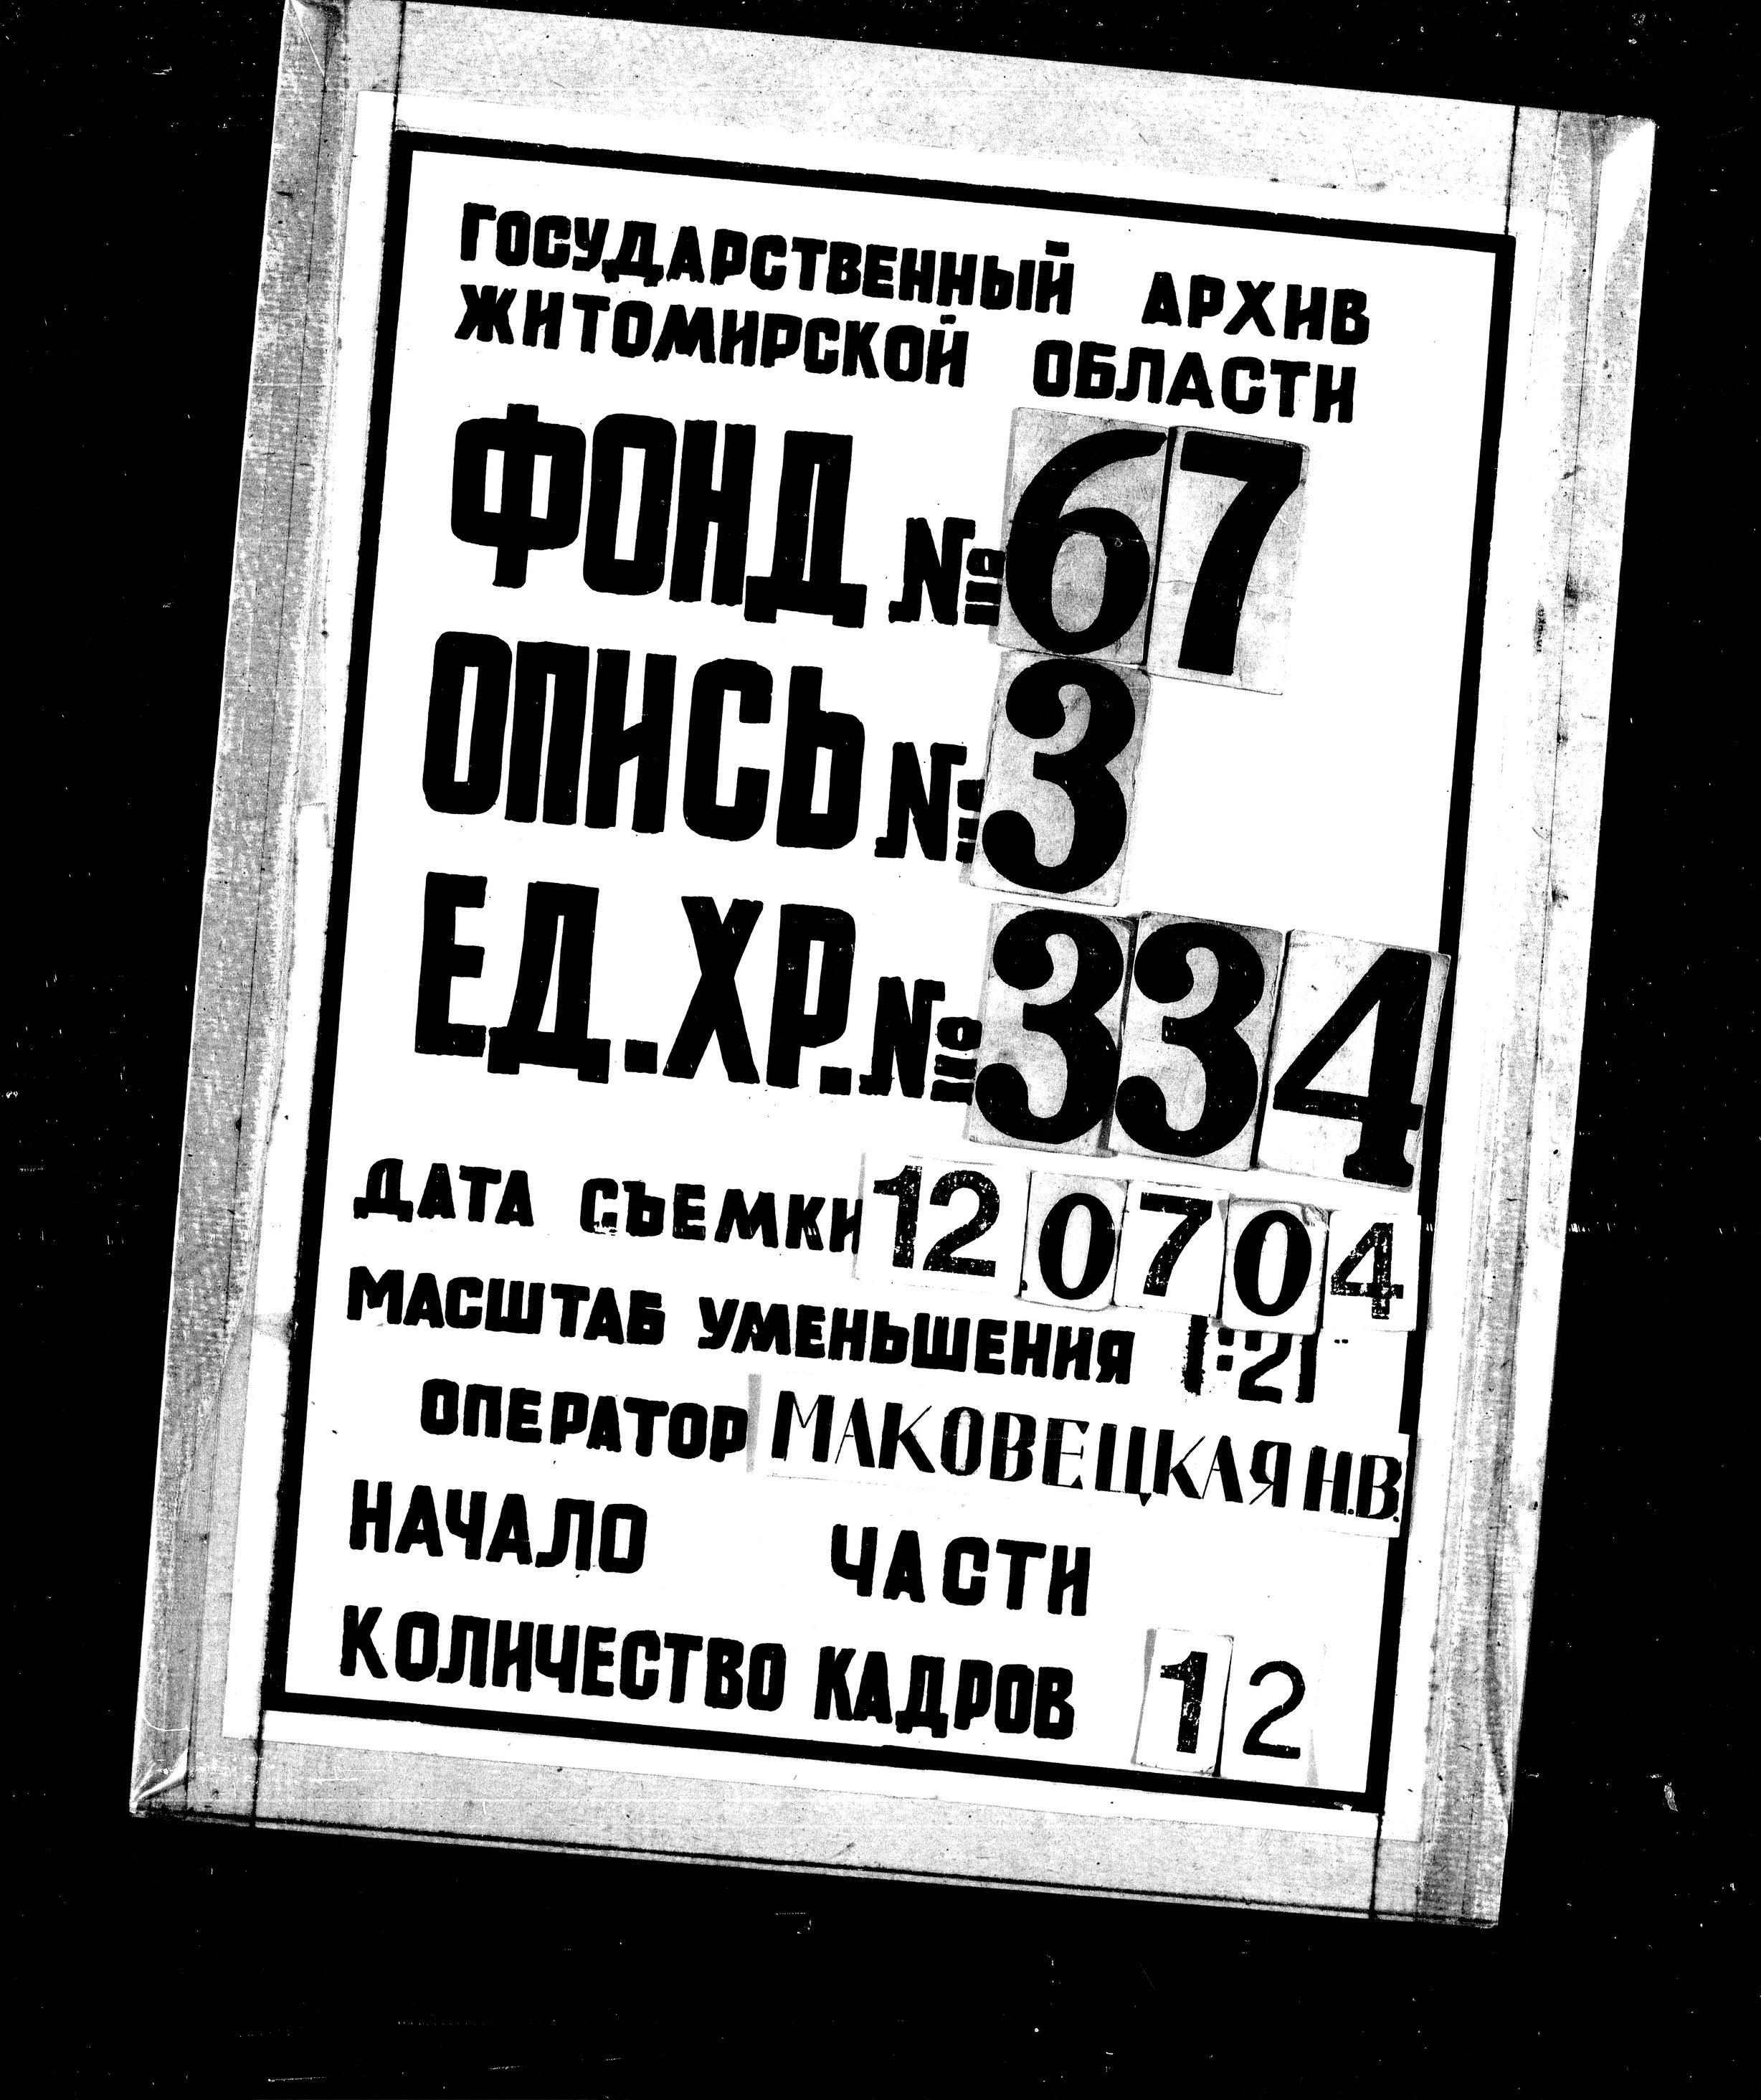 ГОСУДАРСТВЕННЫЙ АРХИВ
ЖИТОМИРСКОЙ ОБЛАСТИ
ФОНД № 67
ОПИСЬ № 3
ЕД.ХР.№ 334
ДАТА СЪЕМКИ 12.07 04
МАСШТАБ УМЕНЬШЕНИЯ 1:21
ОПЕРАТОР МАКОВЕЦКАЯ Н.В.
НАЧАЛО ЧАСТИ
КОЛИЧЕСТВО КАДРОВ 12